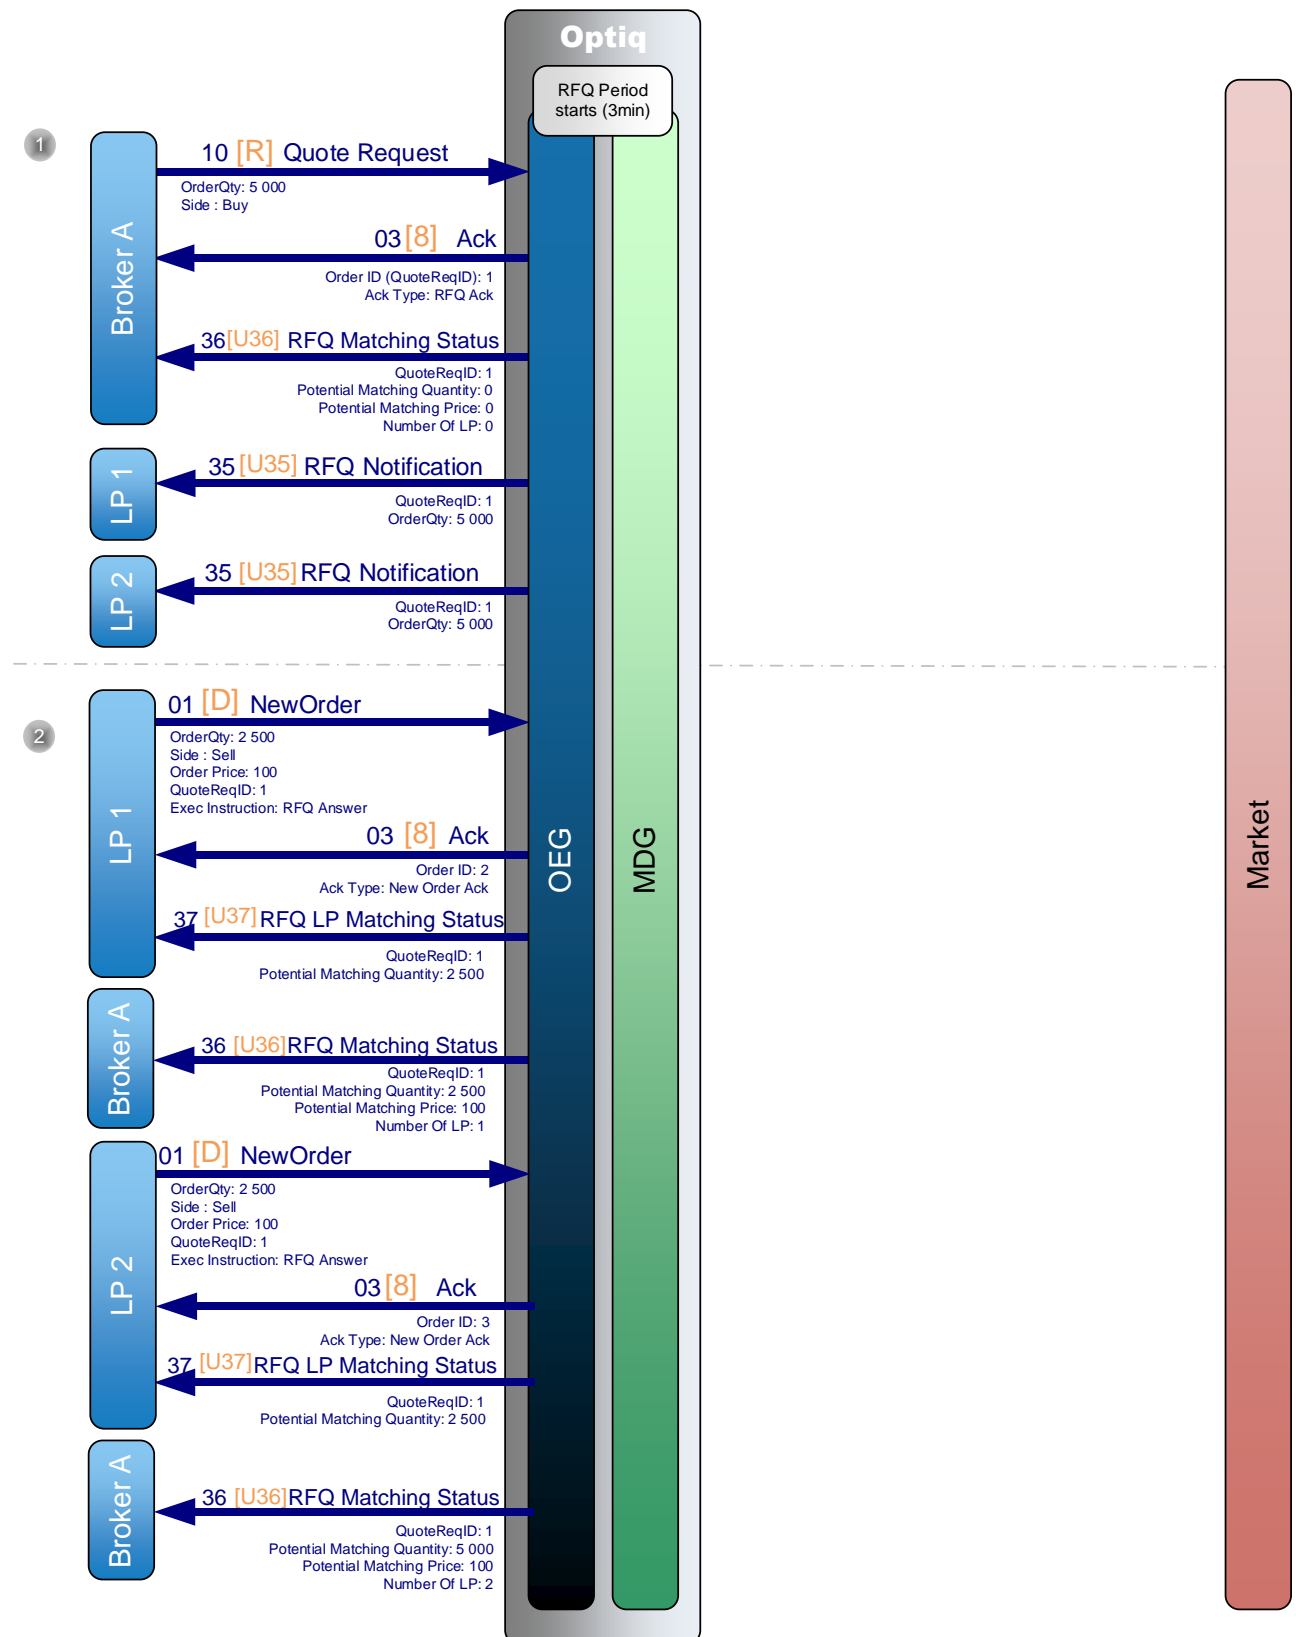 Optiq
RFQ Period
starts (3min)
1
Broker A
10 [R] Quote Request
OrderQty: 5 000
Side : Buy
03 [8] Ack
Order ID (QuoteReqID): 1
Ack Type: RFQ Ack
36 [U36] RFQ Matching Status
QuoteReqID: 1
Potential Matching Quantity: 0
Potential Matching Price: 0
Number Of LP: 0
LP 1
35 [U35] RFQ Notification
QuoteReqID: 1
OrderQty: 5 000
LP 2
35 [U35] RFQ Notification
QuoteReqID: 1
OrderQty: 5 000
2
LP 1
01 [D] NewOrder
OrderQty: 2 500
Side : Sell
Order Price: 100
QuoteReqID: 1
Exec Instruction: RFQ Answer
03 [8] Ack
Order ID: 2
Ack Type: New Order Ack
37 [U37] RFQ LP Matching Status
QuoteReqID: 1
Potential Matching Quantity: 2 500
OEG
MDG
Market
Broker A
36 [U36] RFQ Matching Status
QuoteReqID: 1
Potential Matching Quantity: 2 500
Potential Matching Price: 100
Number Of LP: 1
LP 2
01 [D] NewOrder
OrderQty: 2 500
Side : Sell
Order Price: 100
QuoteReqID: 1
Exec Instruction: RFQ Answer
03 [8] Ack
Order ID: 3
Ack Type: New Order Ack
37 [U37] RFQ LP Matching Status
QuoteReqID: 1
Potential Matching Quantity: 2 500
Broker A
36 [U36] RFQ Matching Status
QuoteReqID: 1
Potential Matching Quantity: 5 000
Potential Matching Price: 100
Number Of LP: 2